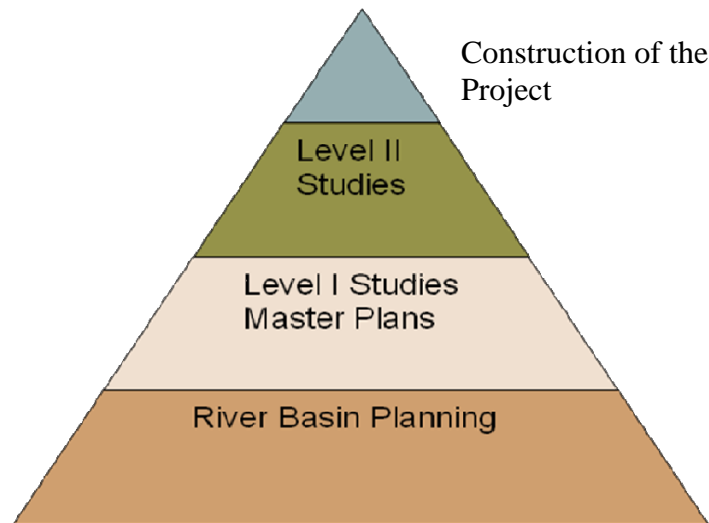 Construction of the
Project
Level II
Studies
Level I Studies
Master Plans
River Basin Planning